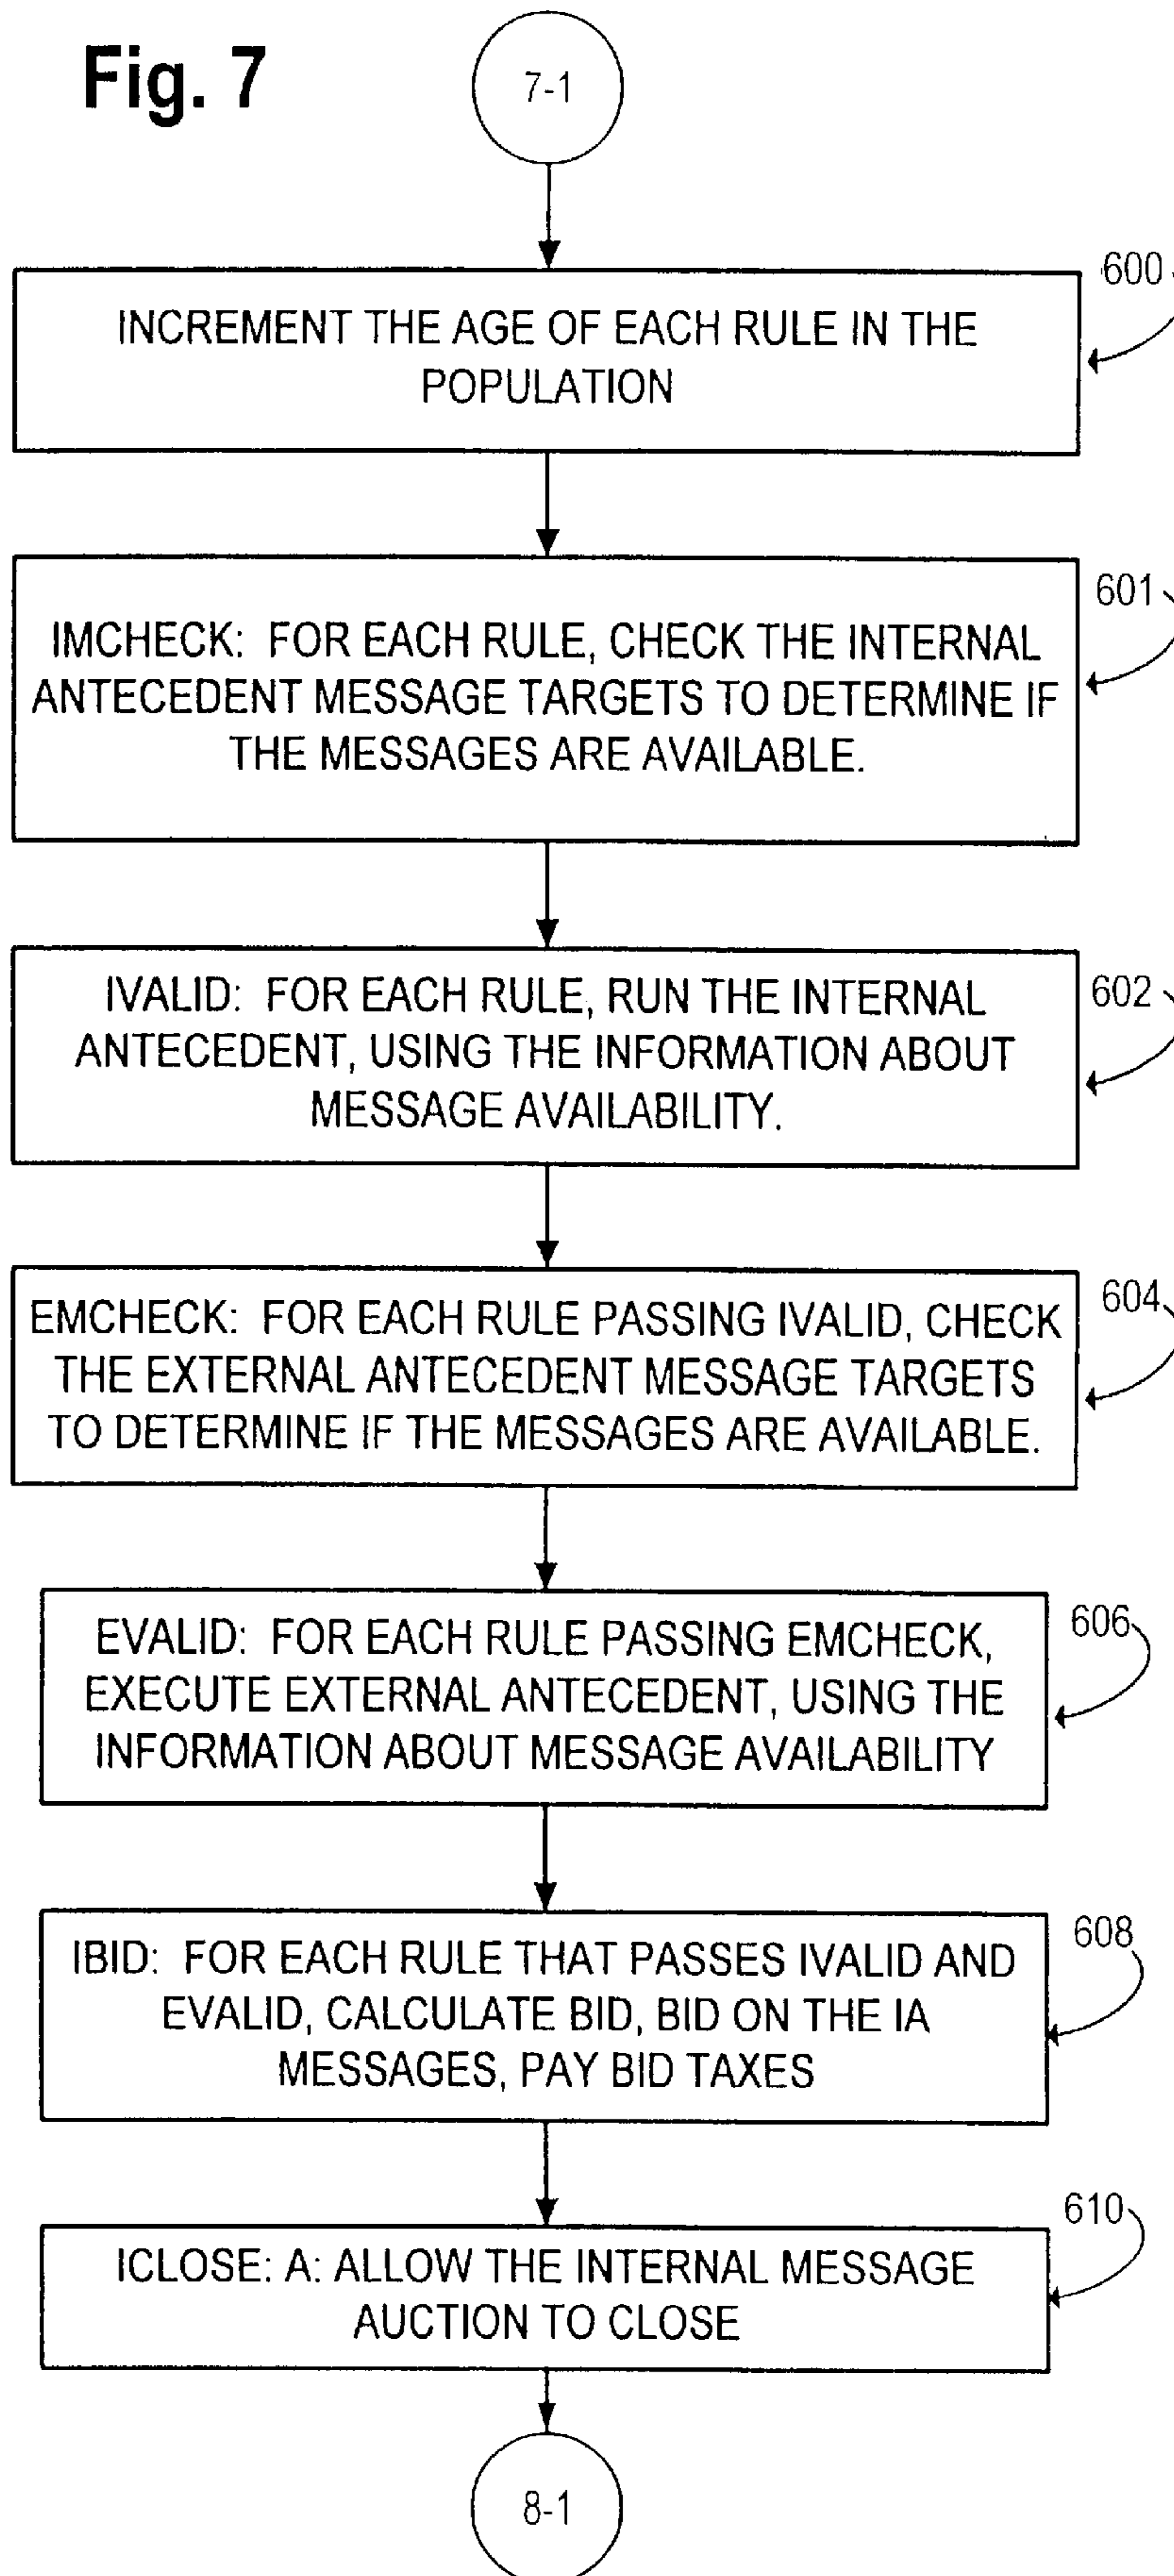 Fig. 7
7-1
600
INCREMENT THE AGE OF EACH RULE IN THE
POPULATION
601
IMCHECK: FOR EACH RULE, CHECK THE INTERNAL
ANTECEDENT MESSAGE TARGETS TO DETERMINE IF
THE MESSAGES ARE AVAILABLE.
602
IVALID: FOR EACH RULE, RUN THE INTERNAL
ANTECEDENT, USING THE INFORMATION ABOUT
MESSAGE AVAILABILITY.
604
EMCHECK: FOR EACH RULE PASSING IVALID, CHECK
THE EXTERNAL ANTECEDENT MESSAGE TARGETS
TO DETERMINE IF THE MESSAGES ARE AVAILABLE.
606
EVALID: FOR EACH RULE PASSING EMCHECK,
EXECUTE EXTERNAL ANTECEDENT, USING THE
INFORMATION ABOUT MESSAGE AVAILABILITY
608
IBID: FOR EACH RULE THAT PASSES IVALID AND
EVALID, CALCULATE BID, BID ON THE IA
MESSAGES, PAY BID TAXES
610
ICLOSE: A: ALLOW THE INTERNAL MESSAGE
AUCTION TO CLOSE
8-1